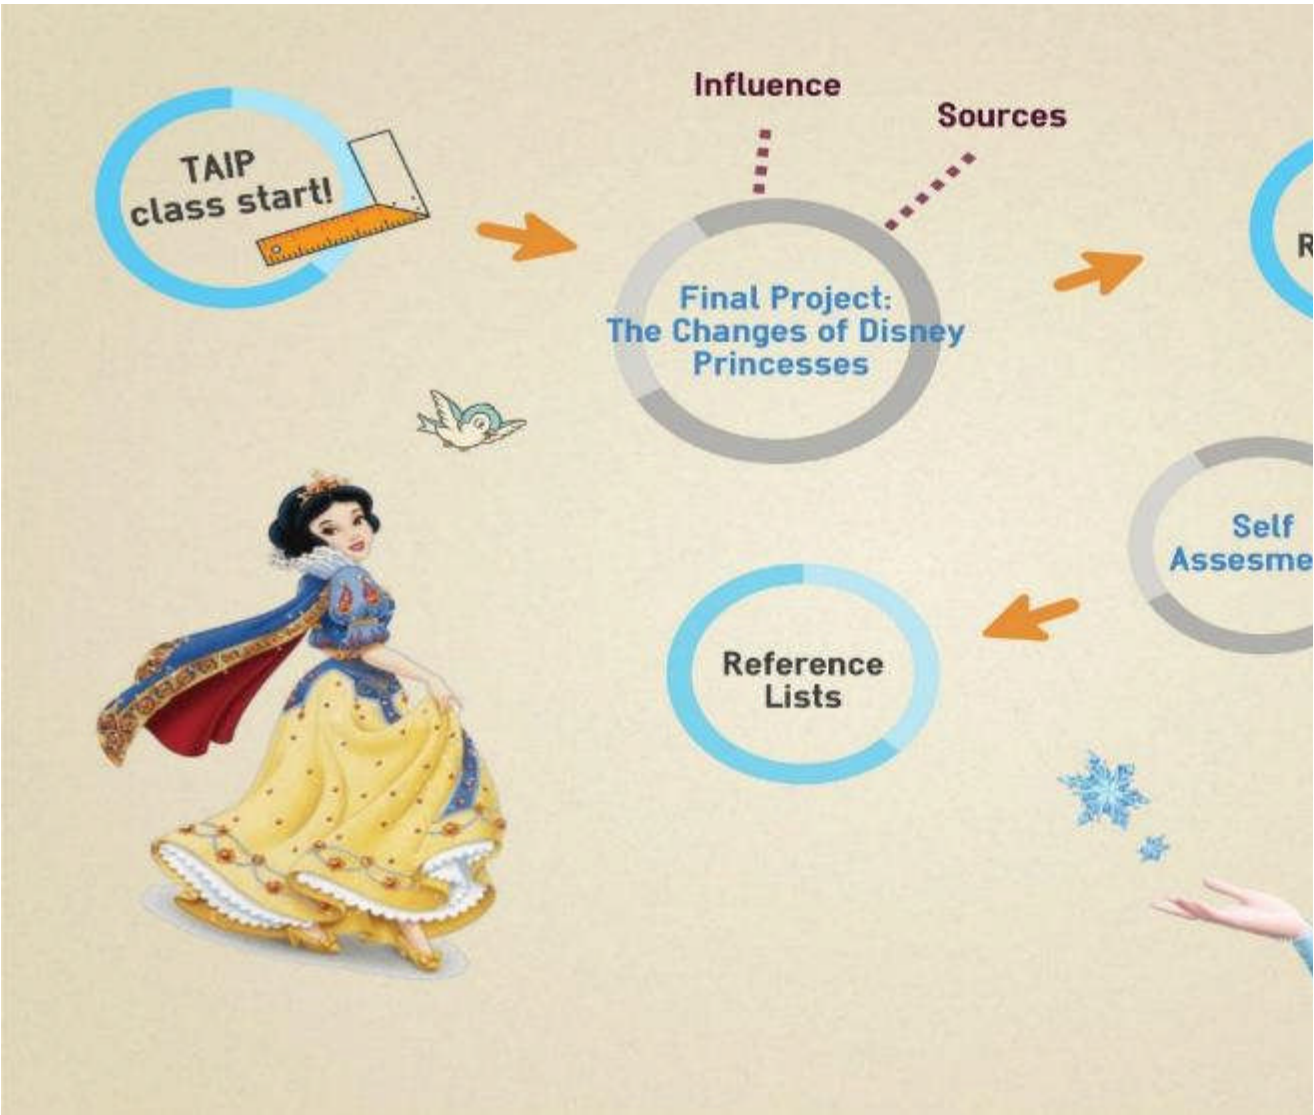 Influence
Sources
TAIP
class start!
Final Project:
The Changes of Disney
Princesses
R
Self
Assesme
Reference
Lists